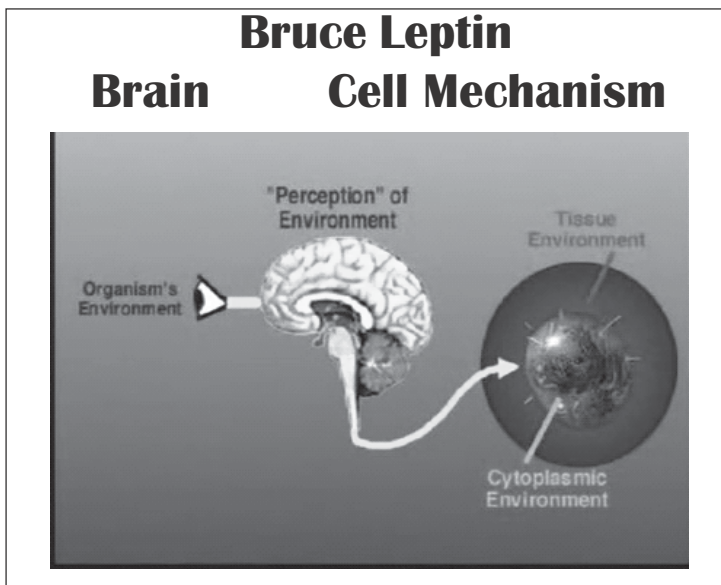 Bruce Leptin
Brain Cell Mechanism
"Perception" of
Environment
Tissue
Environment
Organism's
Environment
Cytoplasmic
Environment